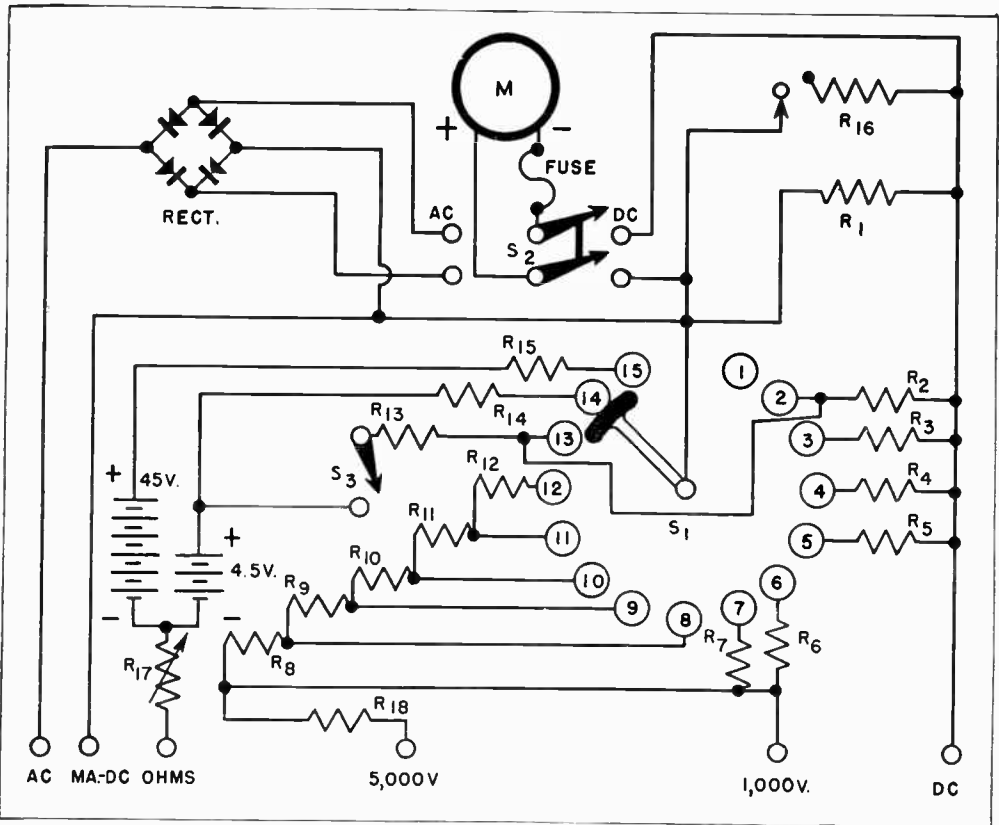 M
+
−
FUSE
R16
RECT.
AC
S2
DC
R1
R15
15
1
14
R14
2
R2
R13
13
3
R3
S3
R12
12
4
R4
+
45V.
S1
R11
11
5
R5
+
4.5V.
R10
10
6
R9
9
7
8
−
−
R8
R7
R6
R17
R18
AC
MA-DC
OHMS
5,000V
1,000V.
DC